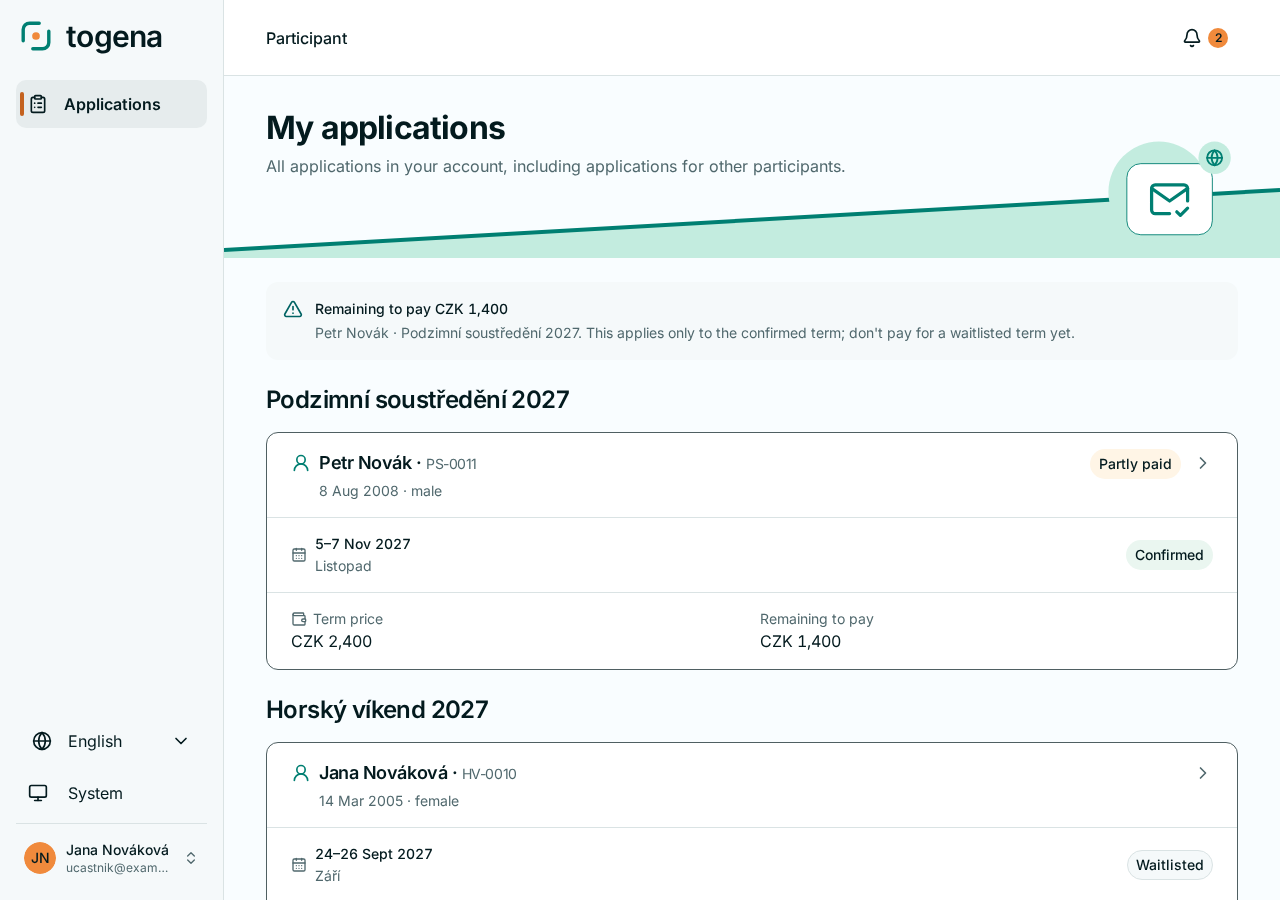 togena
Applications
English
System
JN
Jana Nováková
ucastnik@exam...
Participant
2
My applications
All applications in your account, including applications for other participants.
Remaining to pay CZK 1,400
Petr Novák · Podzimní soustředění 2027. This applies only to the confirmed term; don't pay for a waitlisted term yet.
Podzimní soustředění 2027
Petr Novák · PS-0011
Partly paid
8 Aug 2008 · male
5–7 Nov 2027
Listopad
Confirmed
Term price
CZK 2,400
Remaining to pay
CZK 1,400
Horský víkend 2027
Jana Nováková · HV-0010
14 Mar 2005 · female
24–26 Sept 2027
Září
Waitlisted